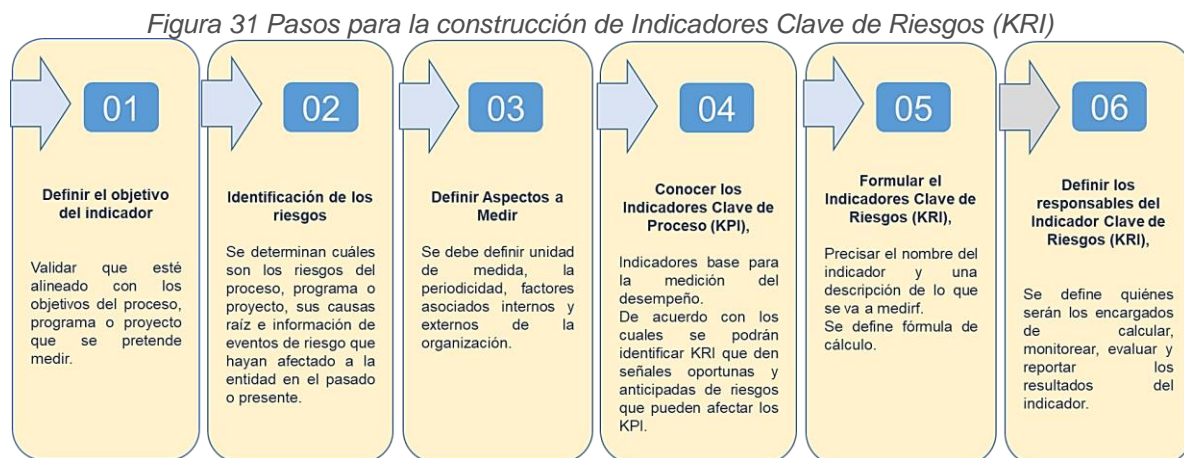 Figura 31 Pasos para la construcción de Indicadores Clave de Riesgos (KRI)
01
Definir el objetivo
del indicador
Validar que esté
alineado con los
objetivos del proceso,
programa o proyecto
que se pretende
medir.
02
Identificación de los
riesgos
Se determinan cuáles
son los riesgos del
proceso, programa o
proyecto, sus causas
raíz e información de
eventos de riesgo que
hayan afectado a la
entidad en el pasado
o presente.
03
Definir Aspectos a
Medir
Se debe definir unidad
de medida, la
periodicidad, factores
asociados internos y
externos de la
organización.
04
Conocer los
Indicadores Clave de
Proceso (KPI),
Indicadores base para
la medición del
desempeño.
De acuerdo con los
cuales se podrán
identificar KRI que den
señales oportunas y
anticipadas de riesgos
que pueden afectar los
KPI.
05
Formular el
Indicadores Clave de
Riesgos (KRI),
Precisar el nombre del
indicador y una
descripción de lo que
se va a medirf.
Se define fórmula de
cálculo.
06
Definir los
responsables del
Indicador Clave de
Riesgos (KRI),
Se define quiénes
serán los encargados
de calcular,
monitorear, evaluar y
reportar los
resultados del
indicador.